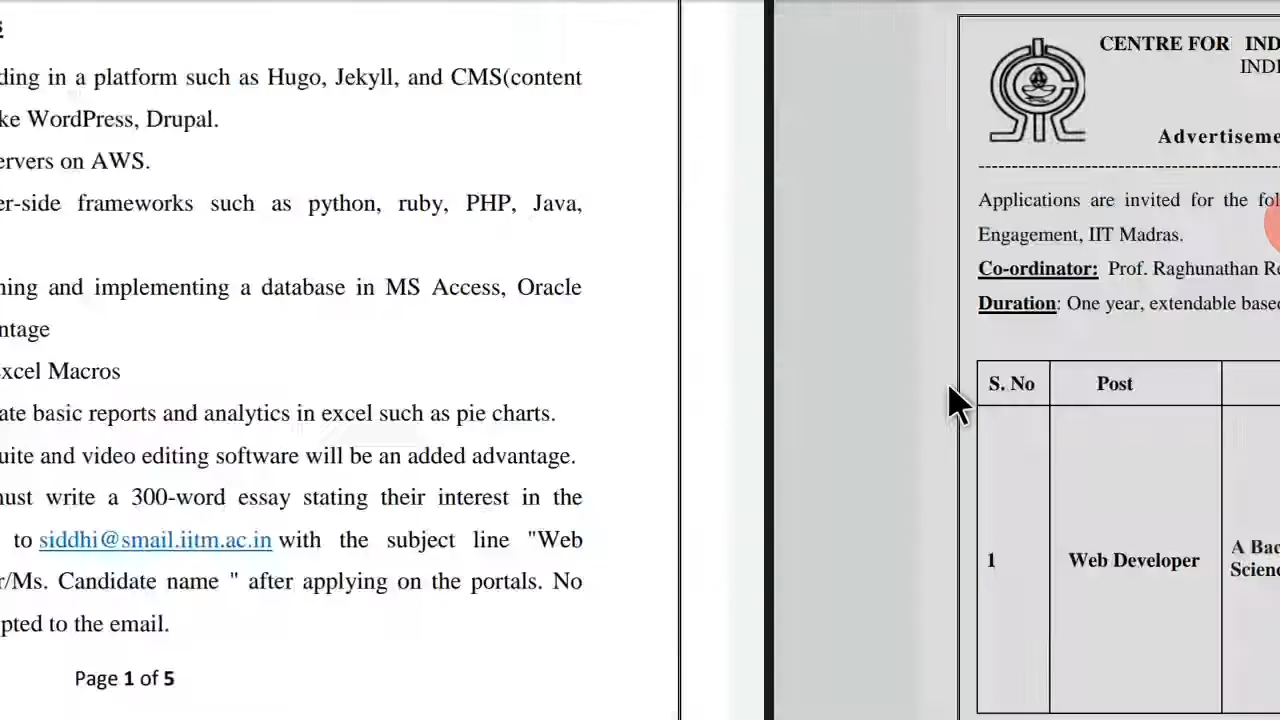 ding in a platform such as Hugo, Jekyll, and CMS(content
ke WordPress, Drupal.
ervers on AWS.
er-side frameworks such as python, ruby, PHP, Java,
ning and implementing a database in MS Access, Oracle
ntage
Excel Macros
ate basic reports and analytics in excel such as pie charts.
uite and video editing software will be an added advantage.
must write a 300-word essay stating their interest in the
to siddhi@smail.iitm.ac.in with the subject line "Web
r/Ms. Candidate name " after applying on the portals. No
pted to the email.
Page 1 of 5
CENTRE FOR IND
INDI
Advertiseme
Applications are invited for the fol
Engagement, IIT Madras.
Co-ordinator: Prof. Raghunathan Re
Duration: One year, extendable base
S. No Post
1 Web Developer
A Bac
Scienc